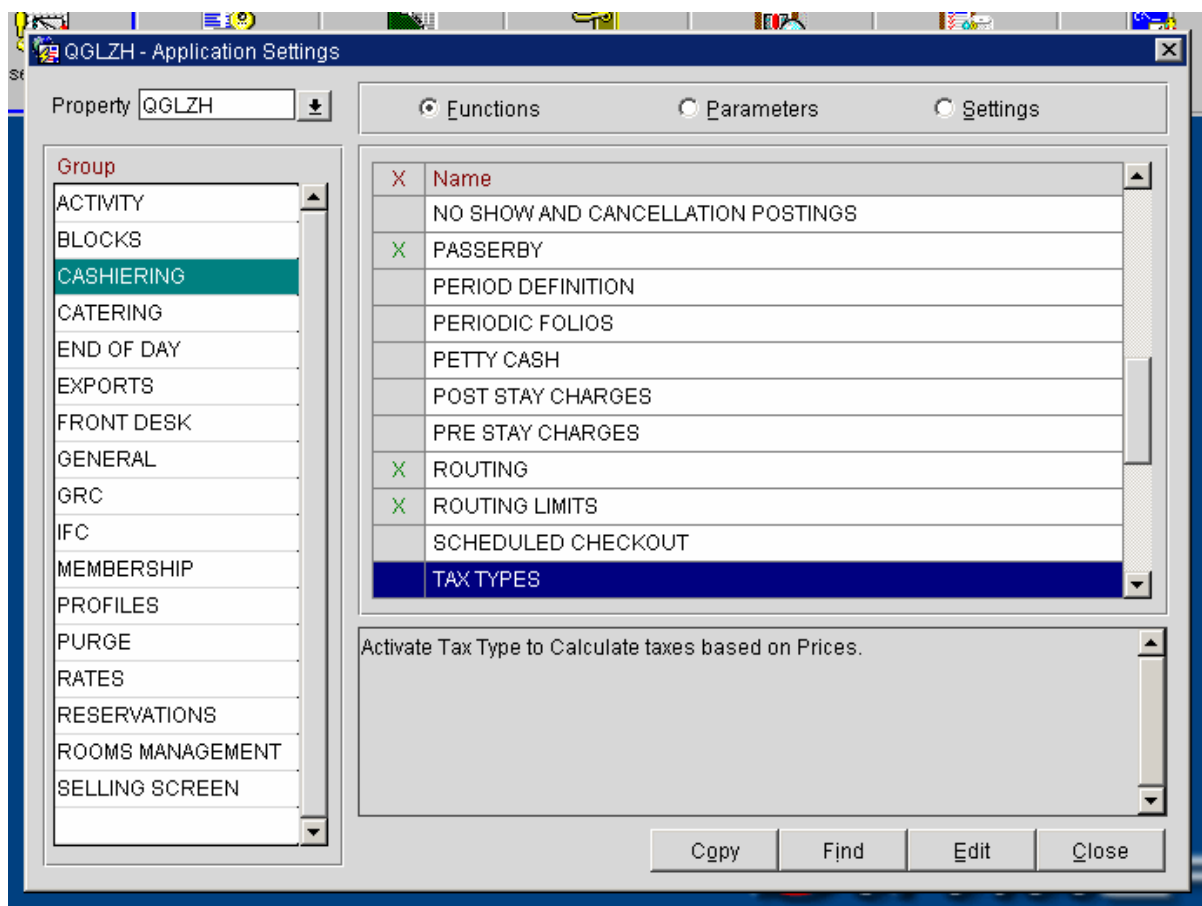 QGLZH - Application Settings
Property QGLZH
Functions Parameters Settings
Group
ACTIVITY
BLOCKS
CASHIERING
CATERING
END OF DAY
EXPORTS
FRONT DESK
GENERAL
GRC
IFC
MEMBERSHIP
PROFILES
PURGE
RATES
RESERVATIONS
ROOMS MANAGEMENT
SELLING SCREEN
X Name
NO SHOW AND CANCELLATION POSTINGS
X PASSERBY
PERIOD DEFINITION
PERIODIC FOLIOS
PETTY CASH
POST STAY CHARGES
PRE STAY CHARGES
X ROUTING
X ROUTING LIMITS
SCHEDULED CHECKOUT
TAX TYPES
Activate Tax Type to Calculate taxes based on Prices.
Copy Find Edit Close